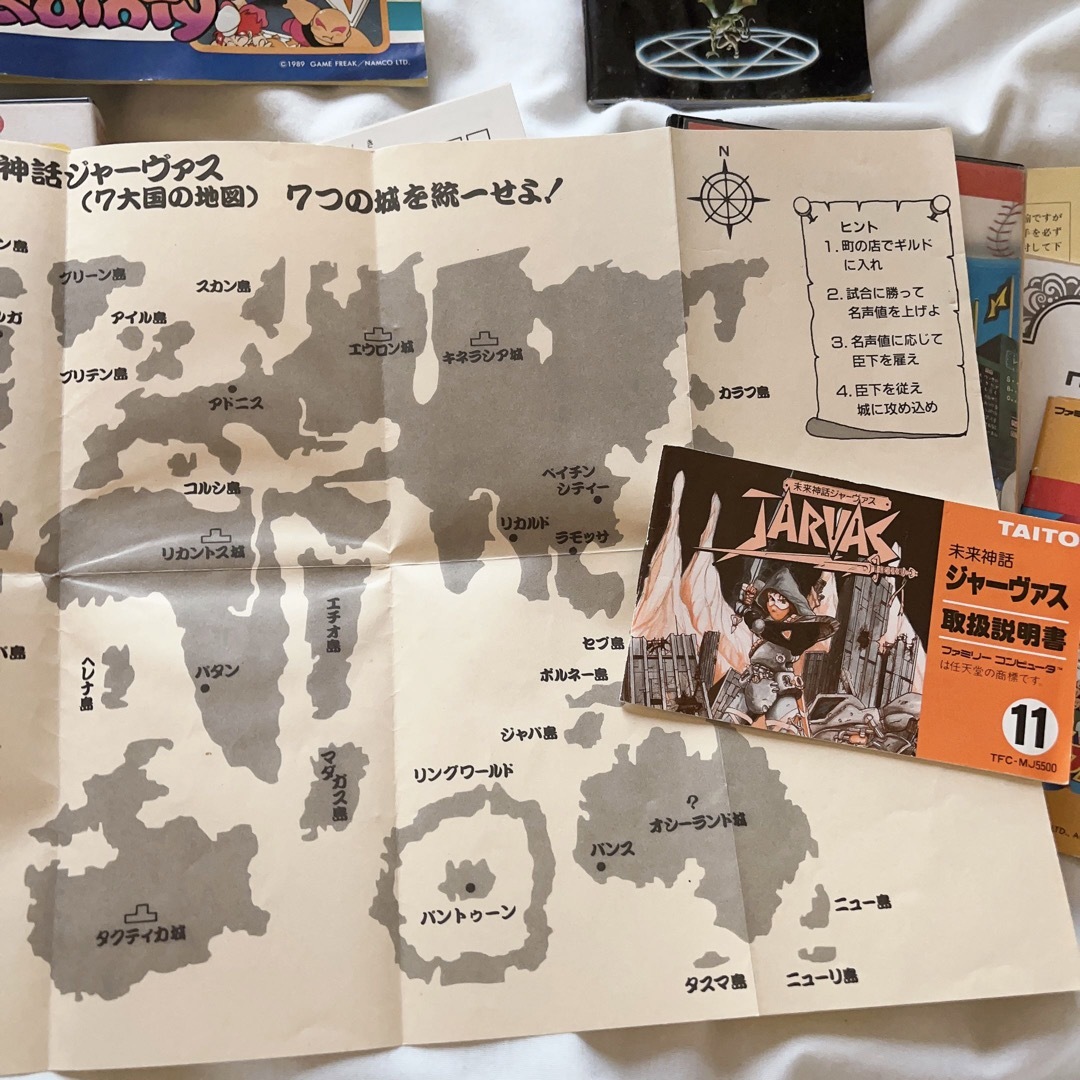 ©1989 GAME FREAK/NAMCO LTD.
神話ジャーヴァス
(7大国の地図) 7つの城を統一せよ!
N
ヒント
1. 町の店でギルド
に入れ
2. 試合に勝って
名声値を上げよ
3. 名声値に応じて
臣下を雇え
4. 臣下を従え
城に攻め込め
ン島
グリーン島
スカン島
ルガ
アイル島
エウロン城
キネラシア城
ブリテン島
カラフ島
アドニス
ペイチン
シティー
コルシ島
リカルド
ラモッサ
リカントス城
エチオ島
セブ島
バ島
ヘレナ島
バタン
ボルネー島
ジャバ島
マダガス島
リングワールド
?
オシーランド城
バンス
バントゥーン
タクティカ城
ニュー島
タスマ島
ニューリ島
未来神話ジャーヴァス
JARVAS
TAITO
未来神話
ジャーヴァス
取扱説明書
ファミリー コンピュータ™
は任天堂の商標です。
11
TFC-MJ5500